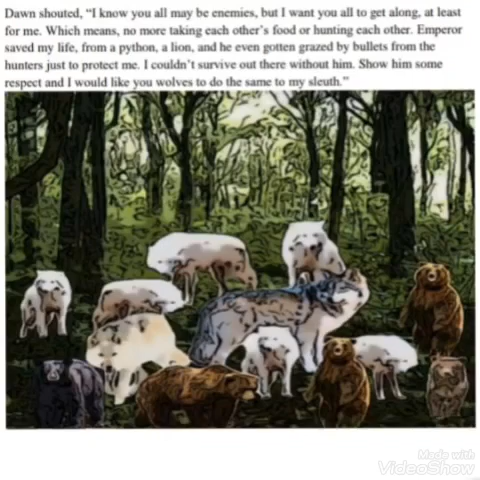 Dawn shouted, “I know you all may be enemies, but I want you all to get along, at least
for me. Which means, no more taking each other’s food or hunting each other. Emperor
saved my life, from a python, a lion, and he even gotten grazed by bullets from the
hunters just to protect me. I couldn’t survive out there without him. Show him some
respect and I would like you wolves to do the same to my sleuth.”
Made with
VideoShow